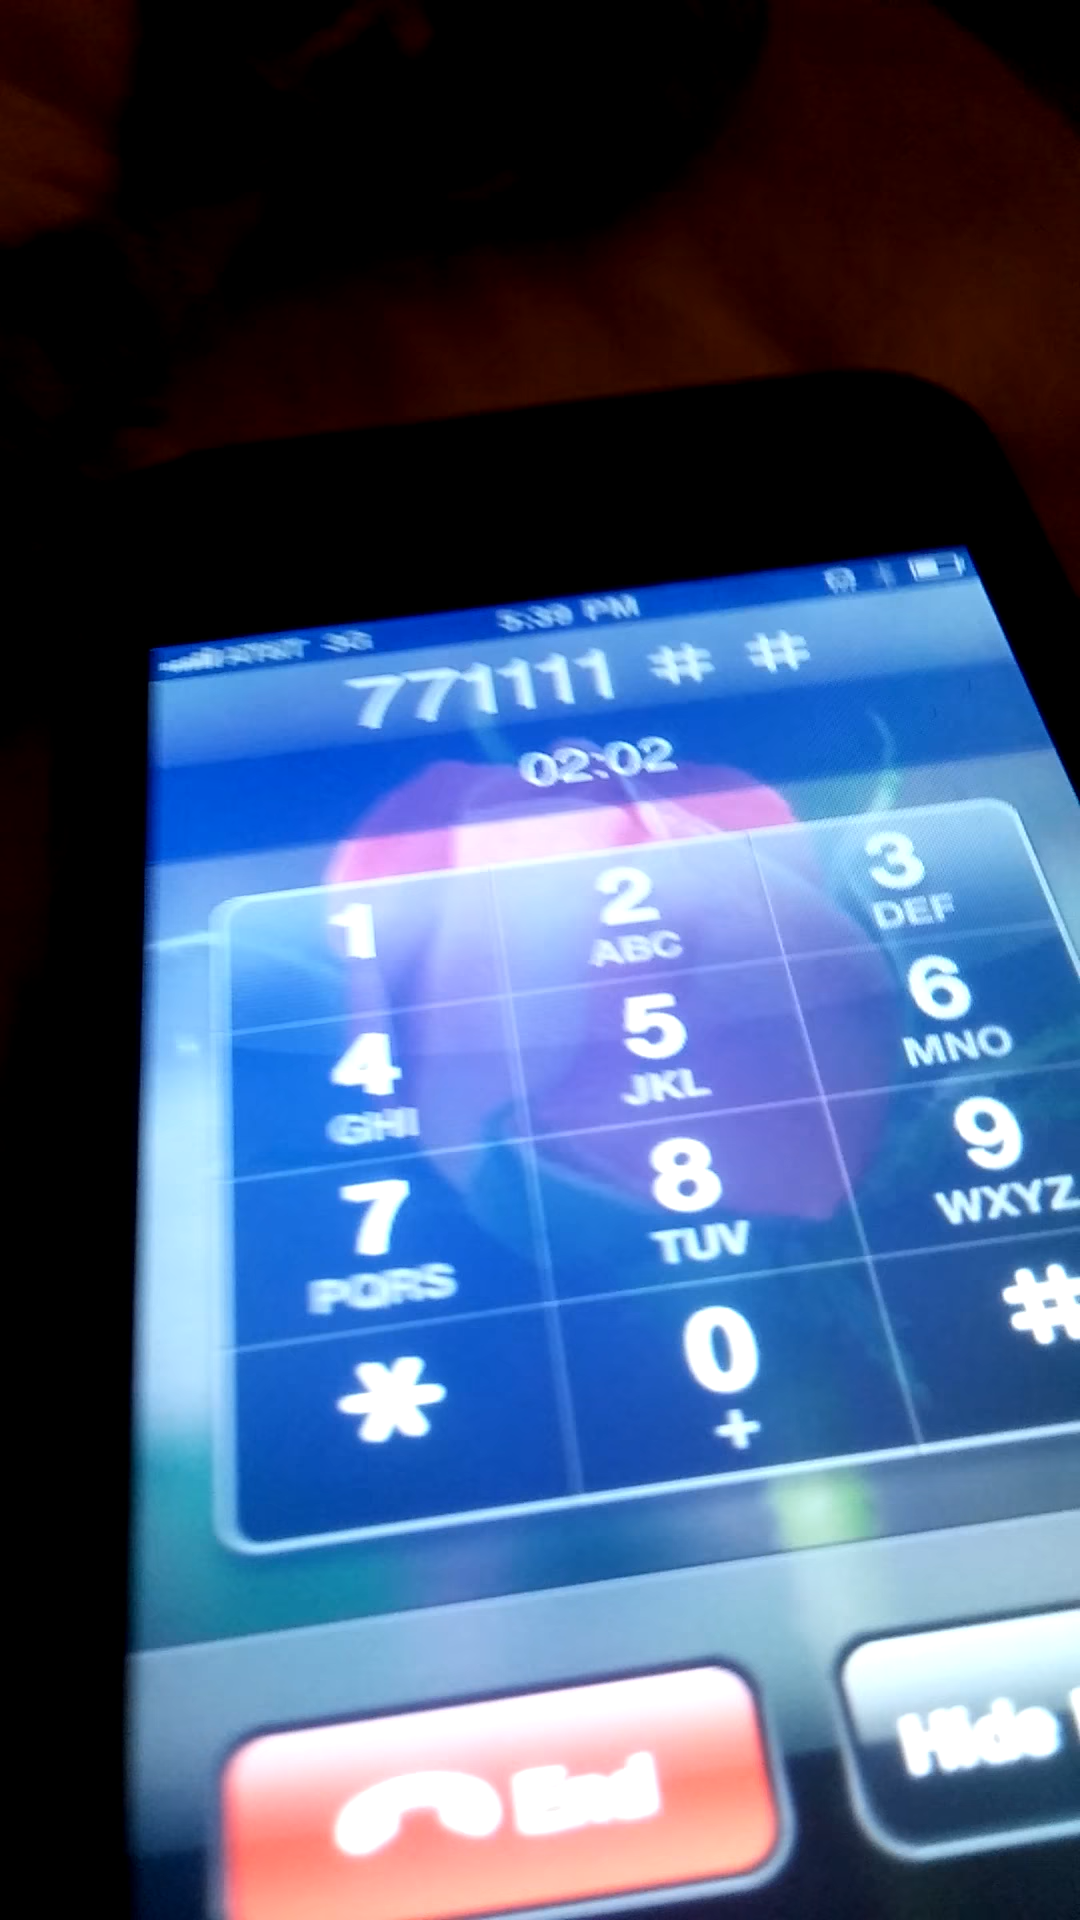 AT&T 3G 5:39 PM
771111 # #
02:02
1 2 3
ABC DEF
4 5 6
GHI JKL MNO
7 8 9
PQRS TUV WXYZ
* 0 #
+
End Hide